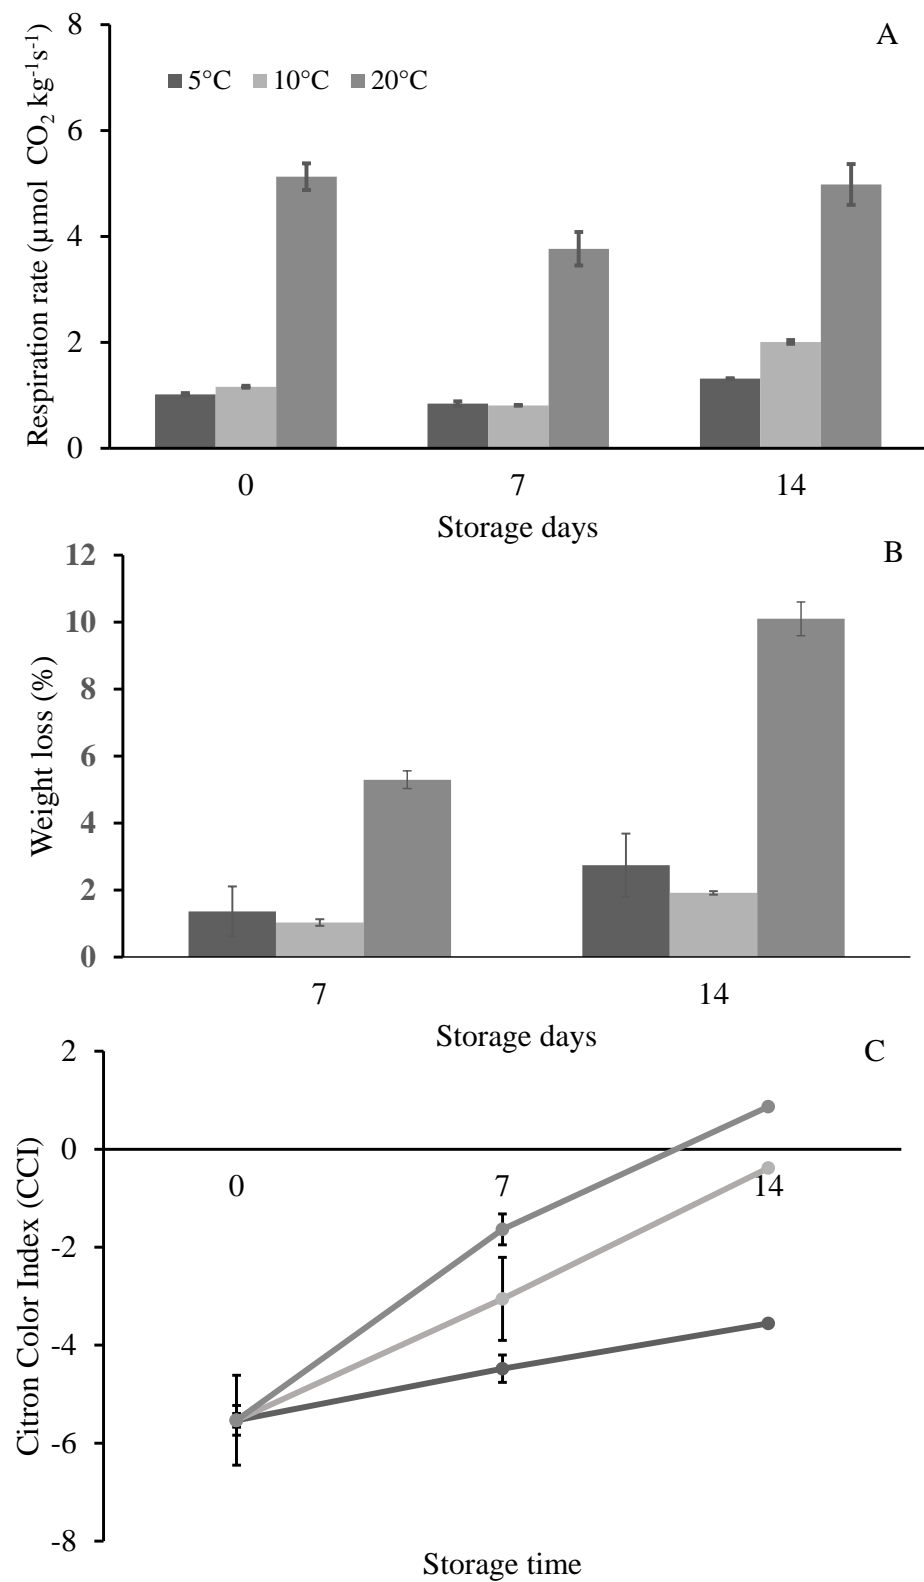 A
8
6
4
2
0
Respiration rate (µmol CO₂ kg⁻¹s⁻¹)
5°C 10°C 20°C
0 7 14
Storage days
B
12
10
8
6
4
2
0
Weight loss (%)
7 14
Storage days
C
2
0
-2
-4
-6
-8
Citron Color Index (CCI)
0 7 14
Storage time